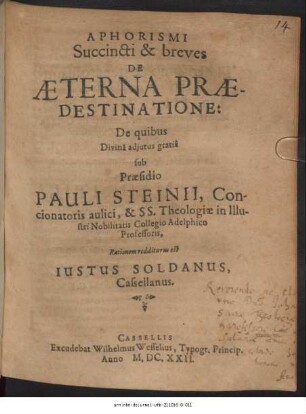 14
APHORISMI
Succincti & breves
DE
ÆTERNA PRÆ-
DESTINATIONE:
De quibus
Divinâ adjutus gratiâ
sub
Præsidio
PAULI STEINII, Con-
cionatoris aulici, & SS. Theologiæ in Illu-
stri Nobilitatis Collegio Adelphico
Professoris,
Rationem redditurus est
IUSTUS SOLDANUS,
Cassellanus.
CASSELLIS
Excudebat Wilhelmus Wesselius, Typogr. Princip.
Anno M, DC. XXII.